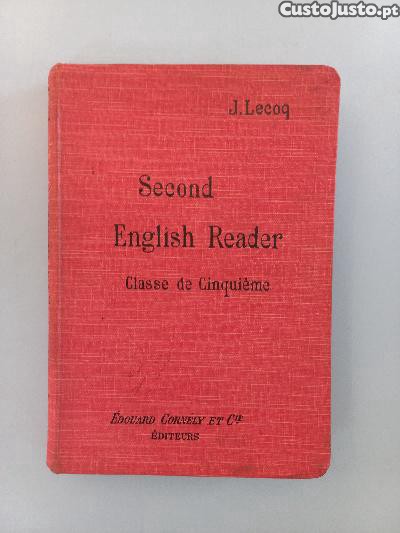 CustoJusto.pt
J. Lecoq
Second
English Reader
Classe de Cinquième
ÉDOUARD CORNÉLY ET Cie
ÉDITEURS